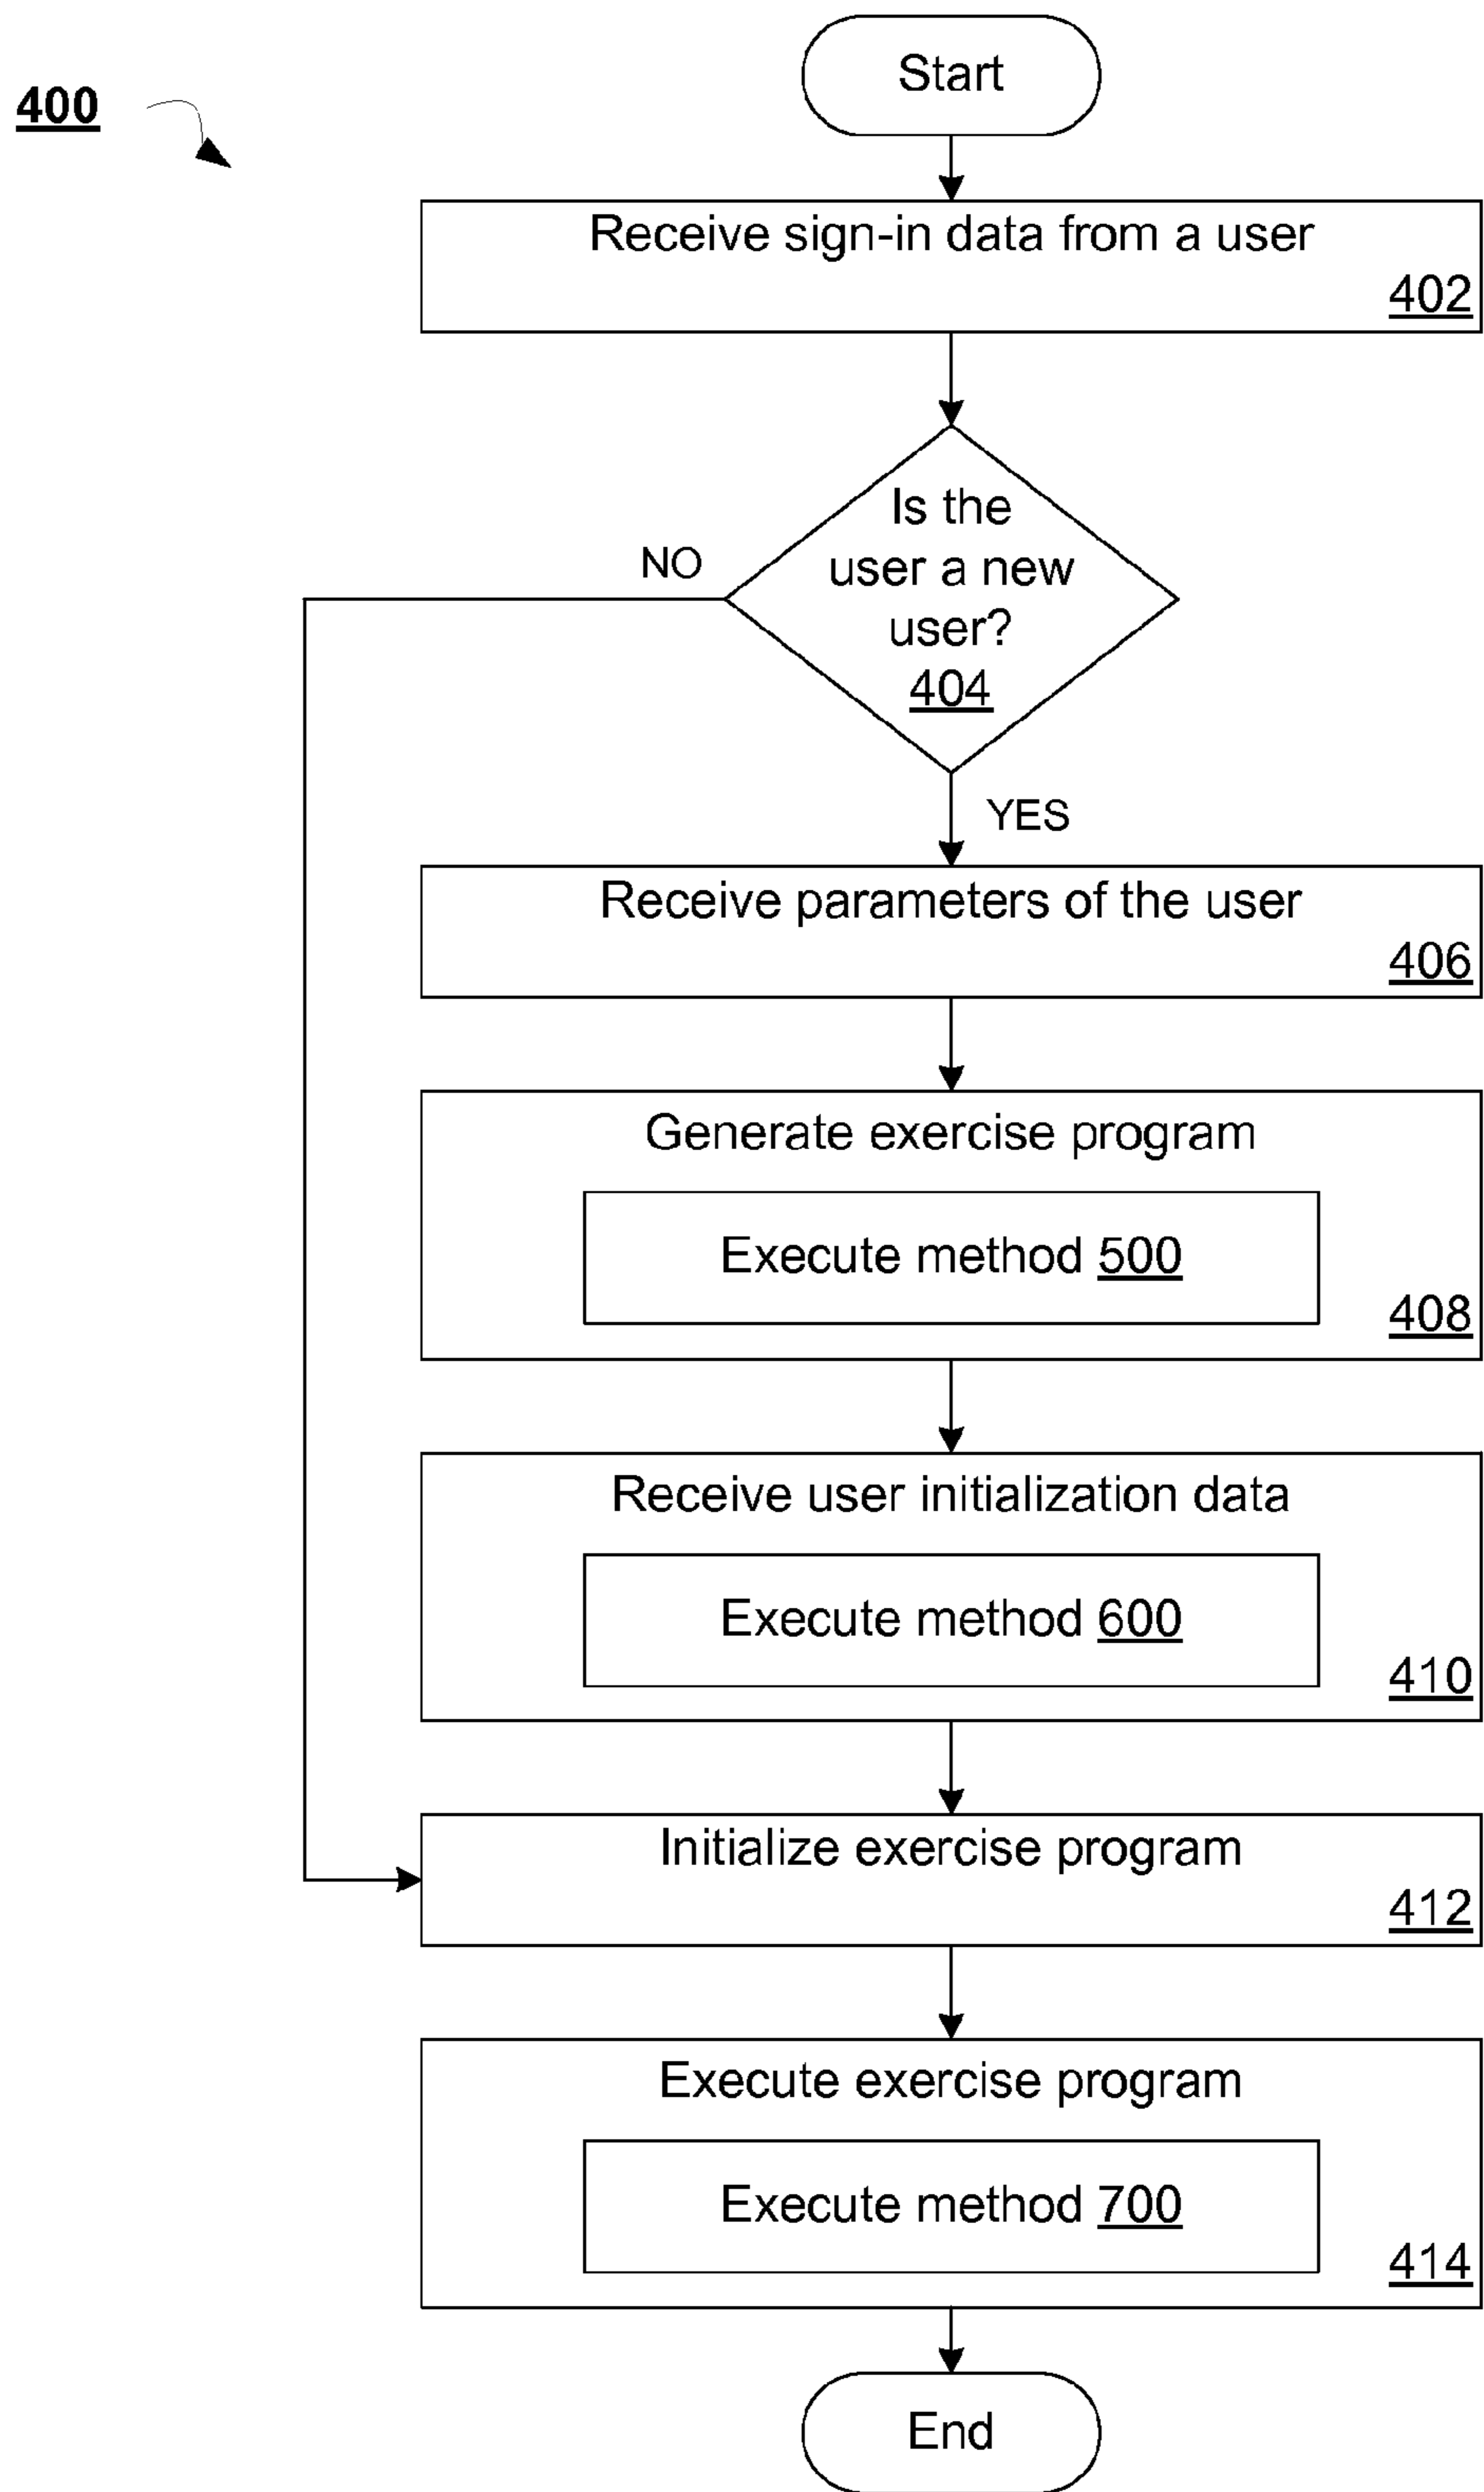 400
Start
Receive sign-in data from a user
402
Is the
user a new
user?
404
NO
YES
Receive parameters of the user
406
Generate exercise program
Execute method 500
408
Receive user initialization data
Execute method 600
410
Initialize exercise program
412
Execute exercise program
Execute method 700
414
End